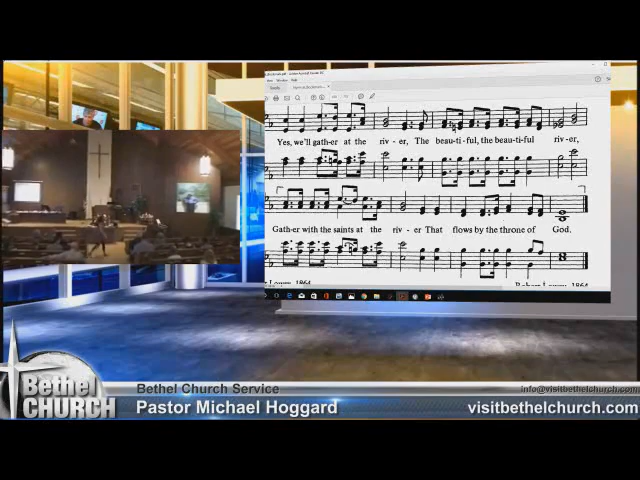 Yes, we'll gath-er at the riv - er, The beau-ti-ful, the beau-ti-ful riv-er,
Gath-er with the saints at the riv - er That flows by the throne of God.
1864
1864
Bethel
CHURCH
Bethel Church Service
info@visitbethelchurch.com
Pastor Michael Hoggard
visitbethelchurch.com